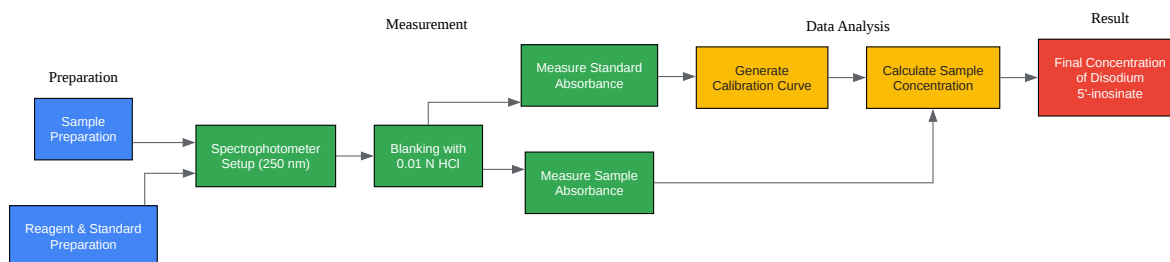 Preparation
Sample
Preparation
Reagent & Standard
Preparation
Measurement
Spectrophotometer
Setup (250 nm)
Blanking with
0.01 N HCl
Measure Standard
Absorbance
Measure Sample
Absorbance
Data Analysis
Generate
Calibration Curve
Calculate Sample
Concentration
Result
Final Concentration
of Disodium
5'-inosinate